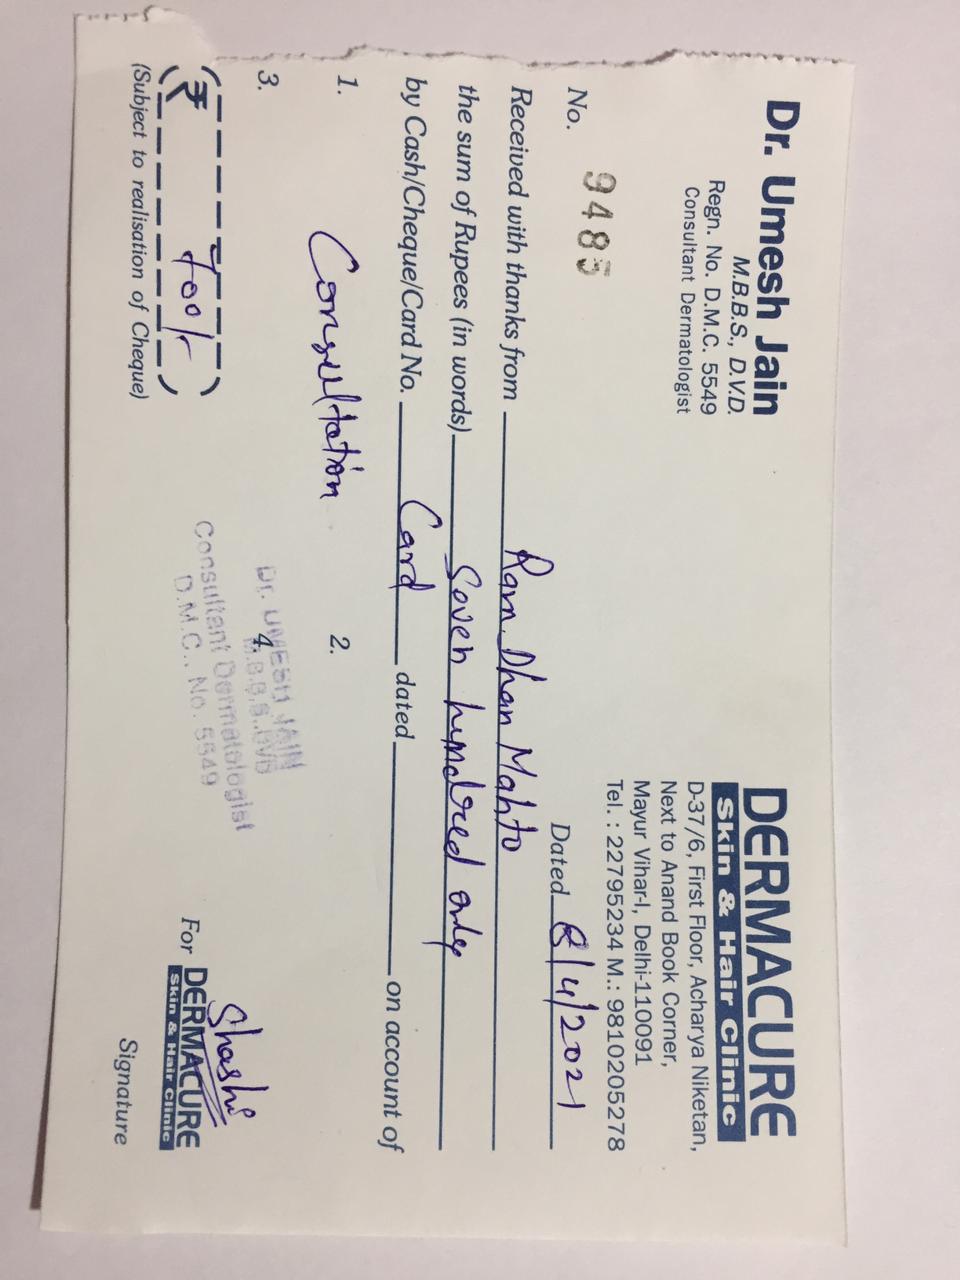 Dr. Umesh Jain
M.B.B.S., D.V.D.
Regn. No. D.M.C. 5549
Consultant Dermatologist
DERMACURE
Skin & Hair Clinic
D-37/6, First Floor, Acharya Niketan,
Next to Anand Book Corner,
Mayur Vihar-I, Delhi-110091
Tel. : 22795234 M.: 9810205278
No. 9485 Dated 8/4/2021
Received with thanks from Ram Dhan Mahto
the sum of Rupees (in words) Seven hundred only
by Cash/Cheque/Card No. Card dated on account of
1. Consultation 2.
3. 4.
Dr. UMESH JAIN
M.B.B.S., DVD
Consultant Dermatologist
D.M.C.. No. 5549
₹ 700/-
(Subject to realisation of Cheque)
Shashi
For DERMACURE
Skin & Hair Clinic
Signature